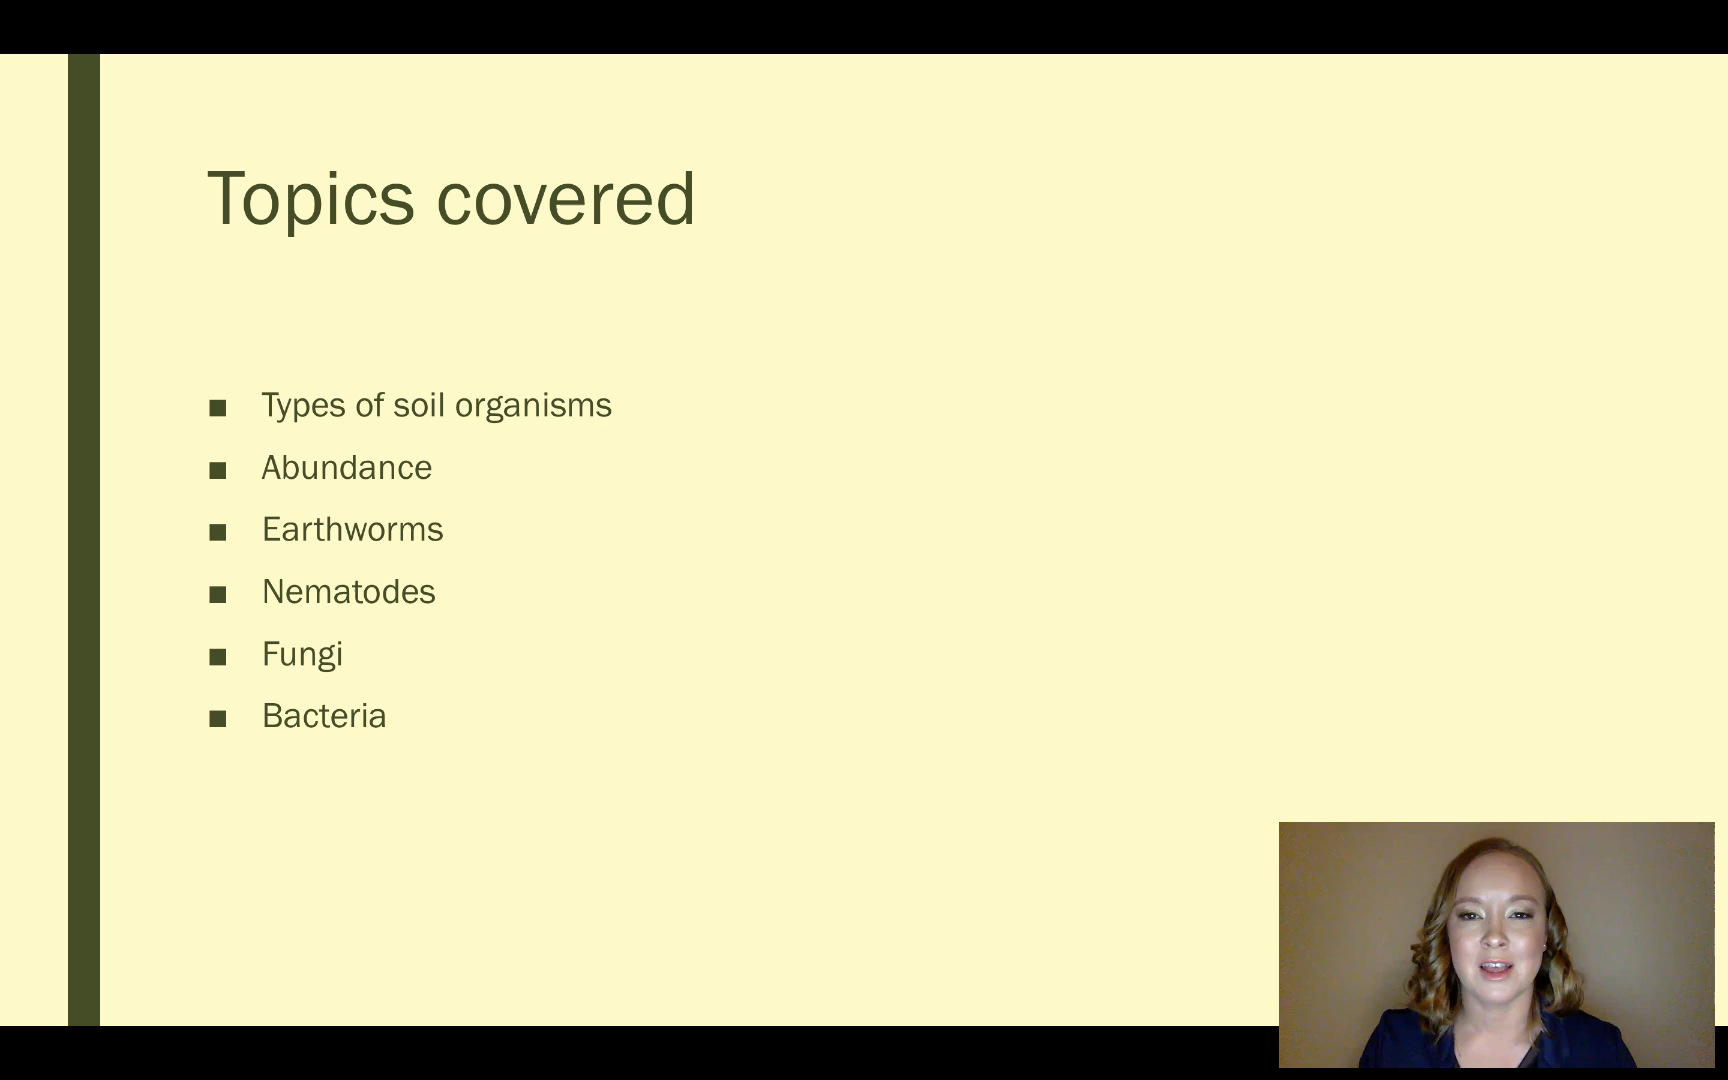 Topics covered
■ Types of soil organisms
■ Abundance
■ Earthworms
■ Nematodes
■ Fungi
■ Bacteria